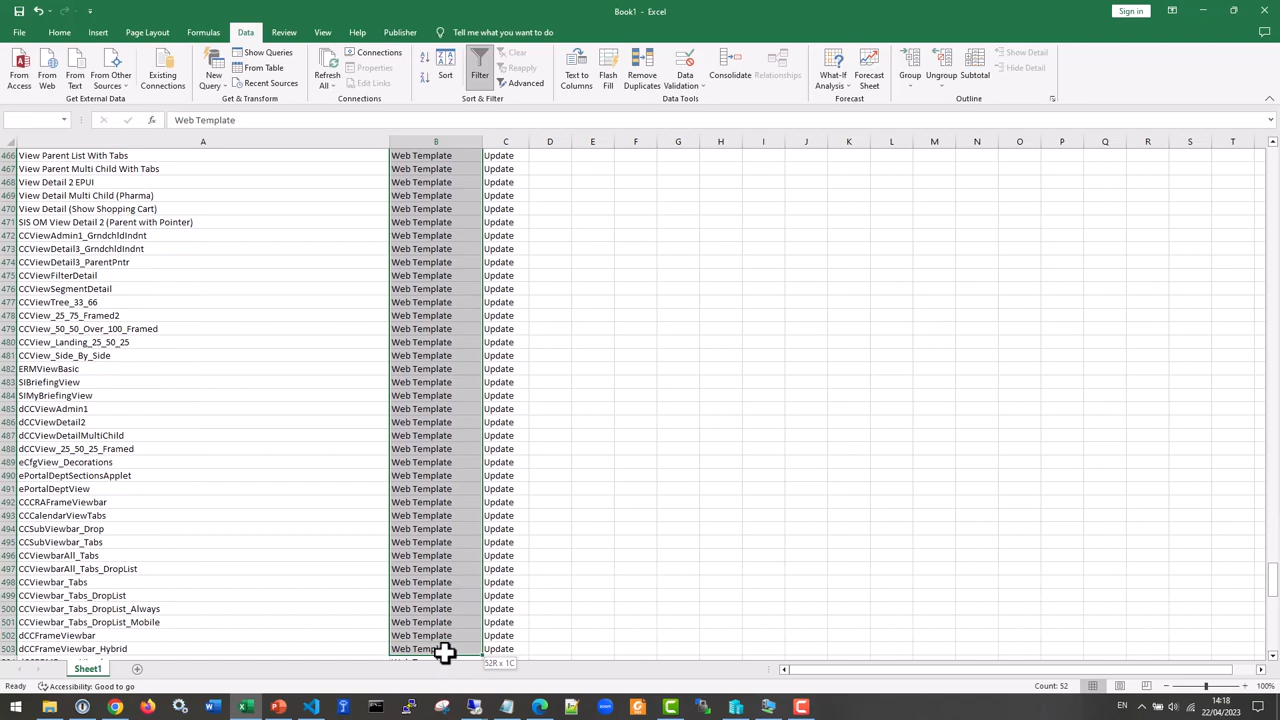 Book1 - Excel
Sign in
File Home Insert Page Layout Formulas Data Review View Help Publisher Tell me what you want to do
From Access
From Web
From Text
From Other Sources
Existing Connections
Get External Data
New Query
Show Queries
From Table
Recent Sources
Get & Transform
Refresh All
Connections
Properties
Edit Links
Connections
Sort
Filter
Clear
Reapply
Advanced
Sort & Filter
Text to Columns
Flash Fill
Remove Duplicates
Data Validation
Consolidate
Relationships
Data Tools
What-If Analysis
Forecast Sheet
Forecast
Group
Ungroup
Subtotal
Show Detail
Hide Detail
Outline
Web Template
A B C D E F G H I J K L M N O P Q R S T
466 View Parent List With Tabs Web Template Update
467 View Parent Multi Child With Tabs Web Template Update
468 View Detail 2 EPUI Web Template Update
469 View Detail Multi Child (Pharma) Web Template Update
470 View Detail (Show Shopping Cart) Web Template Update
471 SIS OM View Detail 2 (Parent with Pointer) Web Template Update
472 CCViewAdmin1_GrndchldIndnt Web Template Update
473 CCViewDetail3_GrndchldIndnt Web Template Update
474 CCViewDetail3_ParentPntr Web Template Update
475 CCViewFilterDetail Web Template Update
476 CCViewSegmentDetail Web Template Update
477 CCViewTree_33_66 Web Template Update
478 CCView_25_75_Framed2 Web Template Update
479 CCView_50_50_Over_100_Framed Web Template Update
480 CCView_Landing_25_50_25 Web Template Update
481 CCView_Side_By_Side Web Template Update
482 ERMViewBasic Web Template Update
483 SIBriefingView Web Template Update
484 SIMyBriefingView Web Template Update
485 dCCViewAdmin1 Web Template Update
486 dCCViewDetail2 Web Template Update
487 dCCViewDetailMultiChild Web Template Update
488 dCCView_25_50_25_Framed Web Template Update
489 eCfgView_Decorations Web Template Update
490 ePortalDeptSectionsApplet Web Template Update
491 ePortalDeptView Web Template Update
492 CCCRAFrameViewbar Web Template Update
493 CCCalendarViewTabs Web Template Update
494 CCSubViewbar_Drop Web Template Update
495 CCSubViewbar_Tabs Web Template Update
496 CCViewbarAll_Tabs Web Template Update
497 CCViewbarAll_Tabs_DropList Web Template Update
498 CCViewbar_Tabs Web Template Update
499 CCViewbar_Tabs_DropList Web Template Update
500 CCViewbar_Tabs_DropList_Always Web Template Update
501 CCViewbar_Tabs_DropList_Mobile Web Template Update
502 dCCFrameViewbar Web Template Update
503 dCCFrameViewbar_Hybrid Web Update
52R x 1C
Sheet1
Ready Accessibility: Good to go Count: 52 100%
EN
14:18
22/04/2023